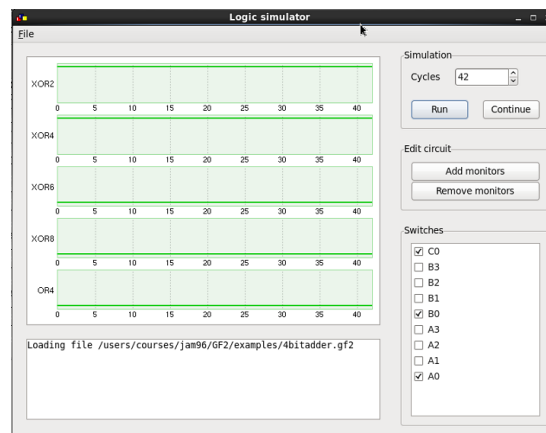 Logic simulator
File
XOR2
0 5 10 15 20 25 30 35 40
XOR4
0 5 10 15 20 25 30 35 40
XOR6
0 5 10 15 20 25 30 35 40
XOR8
0 5 10 15 20 25 30 35 40
OR4
0 5 10 15 20 25 30 35 40
Loading file /users/courses/jam96/GF2/examples/4bitadder.gf2
Simulation
Cycles 42
Run Continue
Edit circuit
Add monitors
Remove monitors
Switches
C0
B3
B2
B1
B0
A3
A2
A1
A0